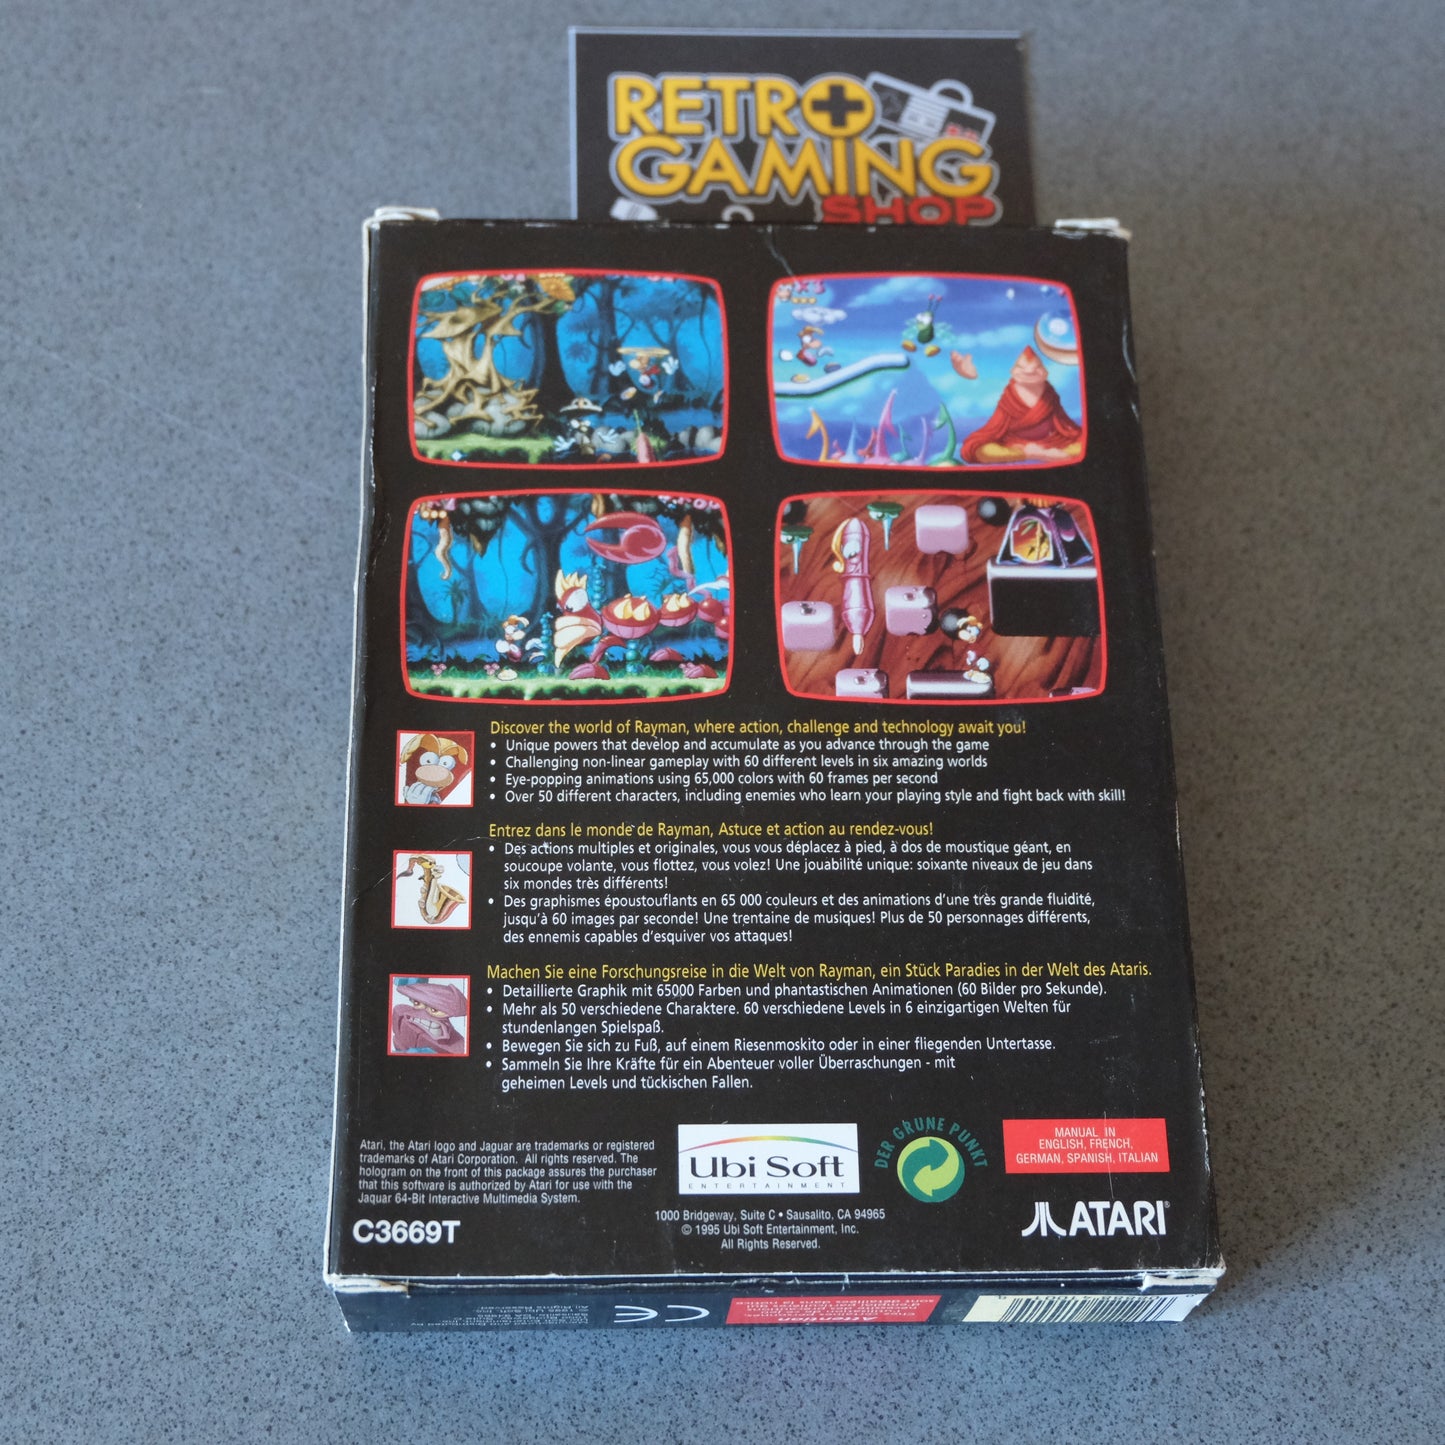 RETRO
GAMING
SHOP
Discover the world of Rayman, where action, challenge and technology await you!
• Unique powers that develop and accumulate as you advance through the game
• Challenging non-linear gameplay with 60 different levels in six amazing worlds
• Eye-popping animations using 65,000 colors with 60 frames per second
• Over 50 different characters, including enemies who learn your playing style and fight back with skill!
Entrez dans le monde de Rayman, Astuce et action au rendez-vous!
• Des actions multiples et originales, vous vous déplacez à pied, à dos de moustique géant, en
soucoupe volante, vous flottez, vous volez! Une jouabilité unique: soixante niveaux de jeu dans
six mondes très différents!
• Des graphismes époustouflants en 65 000 couleurs et des animations d'une très grande fluidité,
jusqu'à 60 images par seconde! Une trentaine de musiques! Plus de 50 personnages différents,
des ennemis capables d'esquiver vos attaques!
Machen Sie eine Forschungsreise in die Welt von Rayman, ein Stück Paradies in der Welt des Ataris.
• Detaillierte Graphik mit 65000 Farben und phantastischen Animationen (60 Bilder pro Sekunde).
• Mehr als 50 verschiedene Charaktere. 60 verschiedene Levels in 6 einzigartigen Welten für
stundenlangen Spielspaß.
• Bewegen Sie sich zu Fuß, auf einem Riesenmoskito oder in einer fliegenden Untertasse.
• Sammeln Sie Ihre Kräfte für ein Abenteuer voller Überraschungen - mit
geheimen Levels und tückischen Fallen.
Atari, the Atari logo and Jaguar are trademarks or registered
trademarks of Atari Corporation. All rights reserved. The
hologram on the front of this package assures the purchaser
that this software is authorized by Atari for use with the
Jaguar 64-Bit Interactive Multimedia System.
C3669T
Ubi Soft
ENTERTAINMENT
1000 Bridgeway, Suite C • Sausalito, CA 94965
© 1995 Ubi Soft Entertainment, Inc.
All Rights Reserved.
DER GRÜNE PUNKT
MANUAL IN
ENGLISH, FRENCH,
GERMAN, SPANISH, ITALIAN
ATARI®
CE
Attention